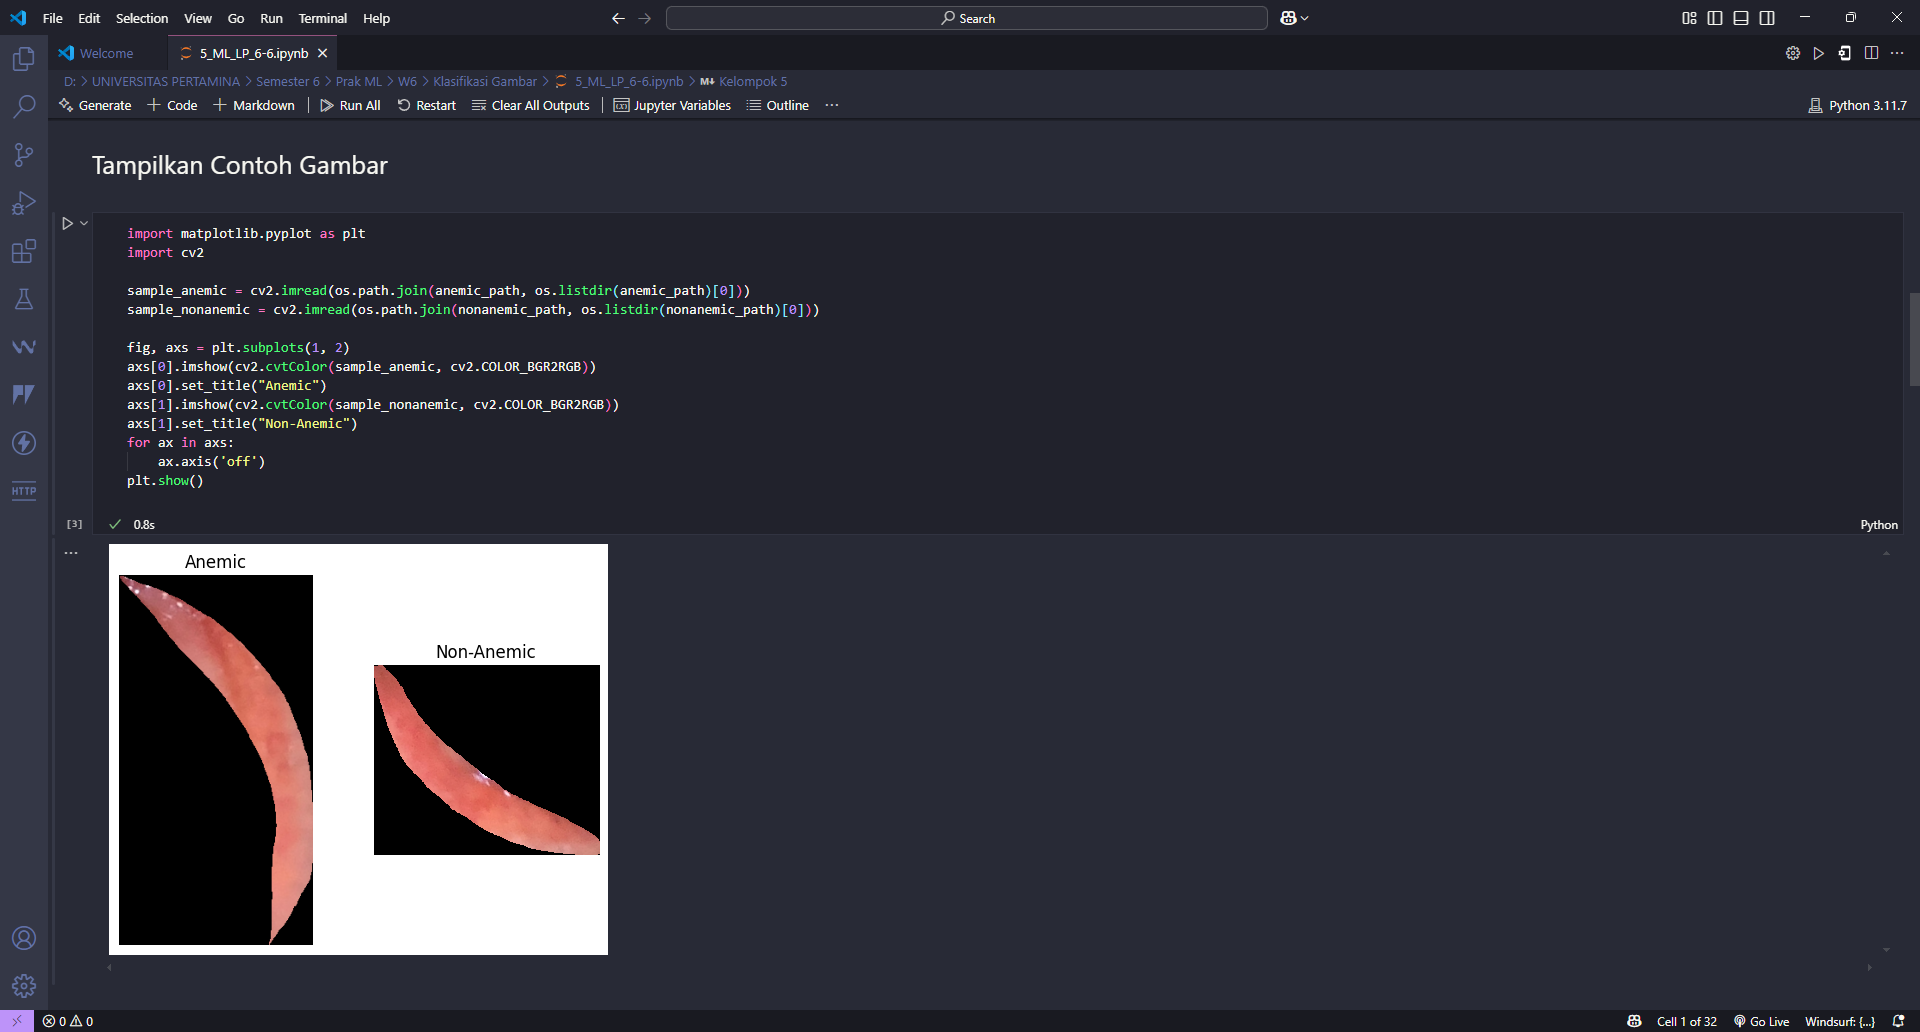 File Edit Selection View Go Run Terminal Help
Search
Welcome
5_ML_LP_6-6.ipynb
D: > UNIVERSITAS PERTAMINA > Semester 6 > Prak ML > W6 > Klasifikasi Gambar > 5_ML_LP_6-6.ipynb > M↓ Kelompok 5
Generate + Code + Markdown | Run All Restart Clear All Outputs | Jupyter Variables Outline ...
Python 3.11.7
Tampilkan Contoh Gambar
import matplotlib.pyplot as plt
import cv2
sample_anemic = cv2.imread(os.path.join(anemic_path, os.listdir(anemic_path)[0]))
sample_nonanemic = cv2.imread(os.path.join(nonanemic_path, os.listdir(nonanemic_path)[0]))
fig, axs = plt.subplots(1, 2)
axs[0].imshow(cv2.cvtColor(sample_anemic, cv2.COLOR_BGR2RGB))
axs[0].set_title("Anemic")
axs[1].imshow(cv2.cvtColor(sample_nonanemic, cv2.COLOR_BGR2RGB))
axs[1].set_title("Non-Anemic")
for ax in axs:
    ax.axis('off')
plt.show()
[3] 0.8s
Python
Anemic
Non-Anemic
HTTP
0 0
Cell 1 of 32 Go Live Windsurf: {...}